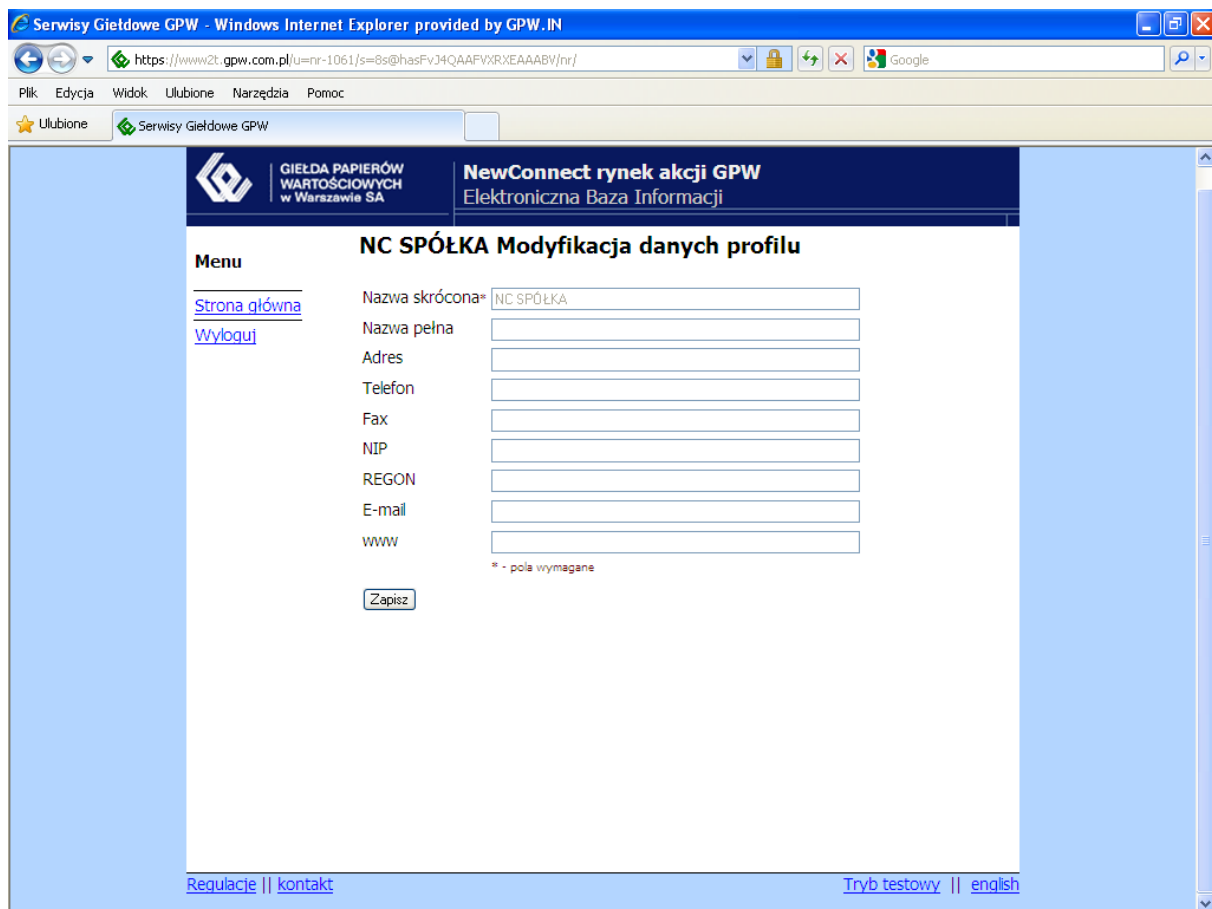 Serwisy Giełdowe GPW - Windows Internet Explorer provided by GPW.IN
https://www2t.gpw.com.pl/u=nr-1061/s=8s@hasFvJ4QAAFVXRXEAAABV/nr/
Google
Plik Edycja Widok Ulubione Narzędzia Pomoc
Ulubione Serwisy Giełdowe GPW
GIEŁDA PAPIERÓW
WARTOŚCIOWYCH
w Warszawie SA
NewConnect rynek akcji GPW
Elektroniczna Baza Informacji
Menu
Strona główna
Wyloguj
NC SPÓŁKA Modyfikacja danych profilu
Nazwa skrócona* NC SPÓŁKA
Nazwa pełna
Adres
Telefon
Fax
NIP
REGON
E-mail
www
* - pola wymagane
Zapisz
Regulacje || kontakt
Tryb testowy || english